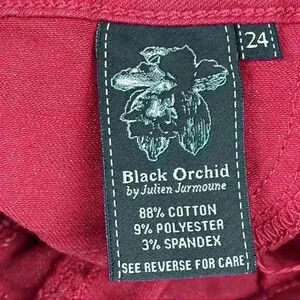 24
Black Orchid
by Julien Jarmoune
88% COTTON
9% POLYESTER
3% SPANDEX
SEE REVERSE FOR CARE